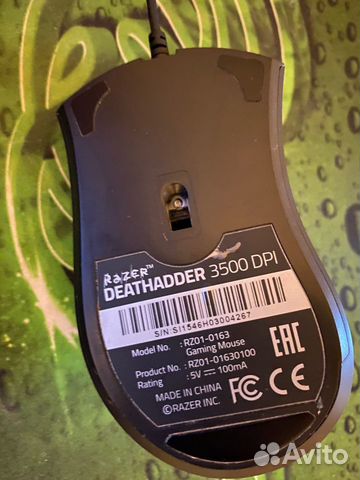 RAZER™
DEATHADDER 3500 DPI
S/N:SI1546H03004267
Model No. : RZ01-0163
Gaming Mouse
Product No. : RZ01-01630100
Rating : 5V⎓ 100mA
MADE IN CHINA
©RAZER INC.
EAC
FC CE
Avito